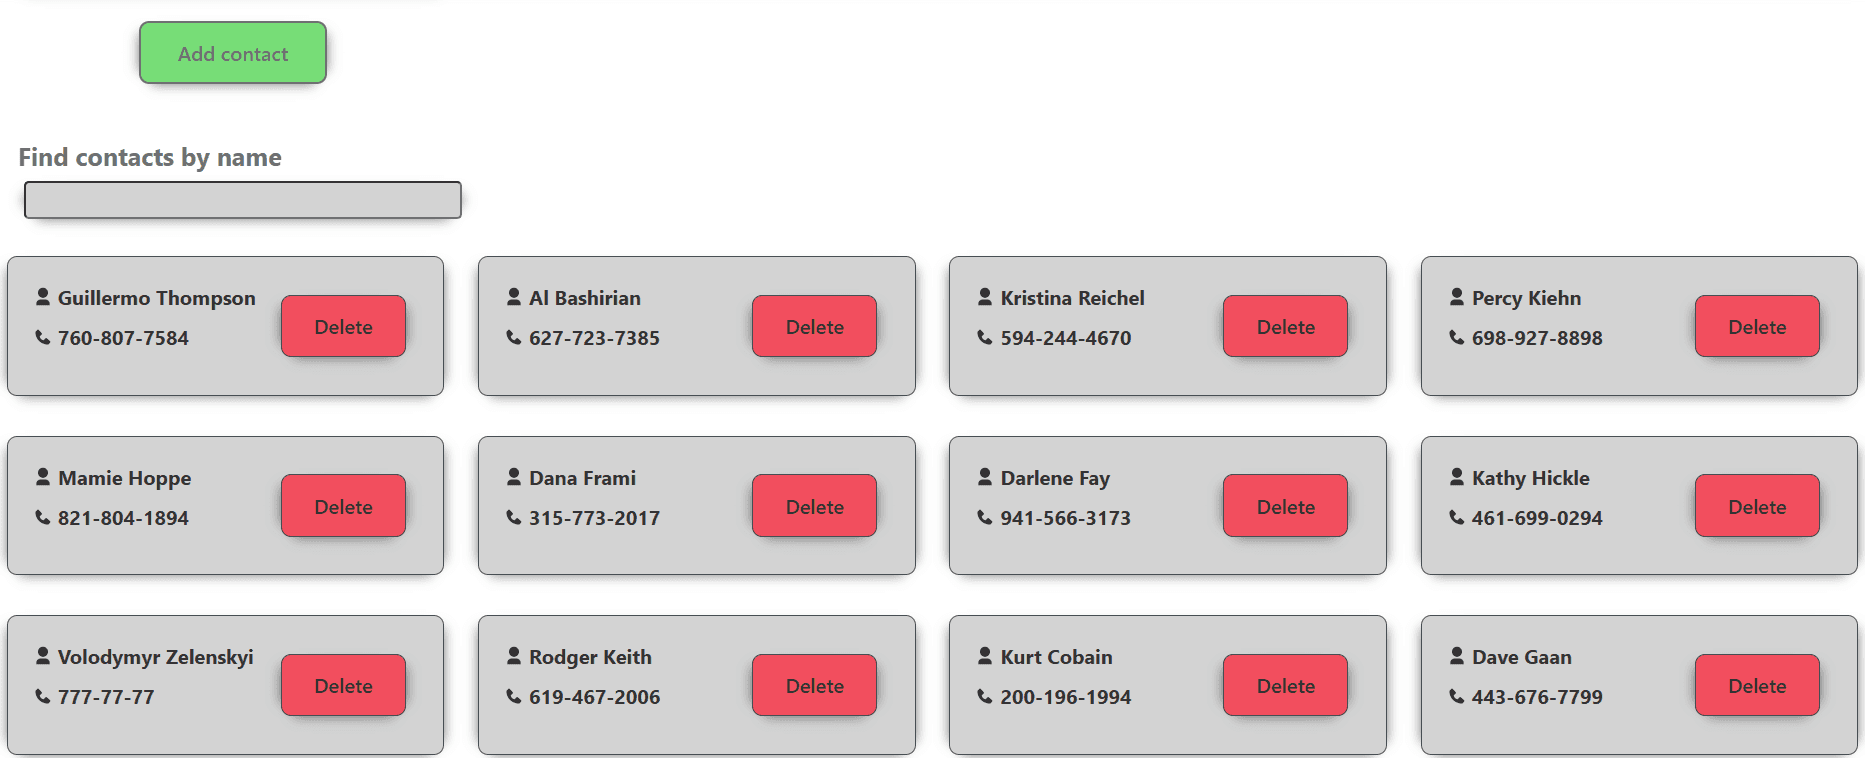 Add contact
Find contacts by name
Guillermo Thompson
760-807-7584
Delete
Al Bashirian
627-723-7385
Delete
Kristina Reichel
594-244-4670
Delete
Percy Kiehn
698-927-8898
Delete
Mamie Hoppe
821-804-1894
Delete
Dana Frami
315-773-2017
Delete
Darlene Fay
941-566-3173
Delete
Kathy Hickle
461-699-0294
Delete
Volodymyr Zelenskyi
777-77-77
Delete
Rodger Keith
619-467-2006
Delete
Kurt Cobain
200-196-1994
Delete
Dave Gaan
443-676-7799
Delete